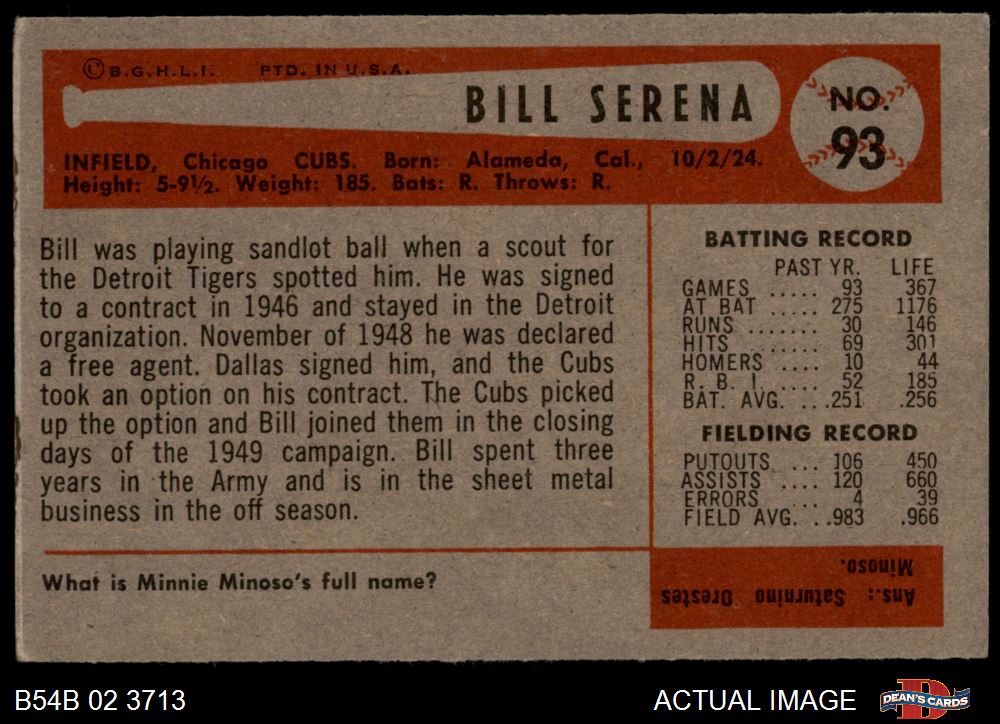 ©B.G.H.L.I. PTD. IN U.S.A.
BILL SERENA
NO.
93
INFIELD, Chicago CUBS. Born: Alameda, Cal., 10/2/24.
Height: 5-9½. Weight: 185. Bats: R. Throws: R.
Bill was playing sandlot ball when a scout for
the Detroit Tigers spotted him. He was signed
to a contract in 1946 and stayed in the Detroit
organization. November of 1948 he was declared
a free agent. Dallas signed him, and the Cubs
took an option on his contract. The Cubs picked
up the option and Bill joined them in the closing
days of the 1949 campaign. Bill spent three
years in the Army and is in the sheet metal
business in the off season.
BATTING RECORD
PAST YR. LIFE
GAMES ..... 93 367
AT BAT ..... 275 1176
RUNS ....... 30 146
HITS ....... 69 301
HOMERS .... 10 44
R. B. I. .... 52 185
BAT. AVG. ...251 .256
FIELDING RECORD
PUTOUTS ... 106 450
ASSISTS .... 120 660
ERRORS .... 4 39
FIELD AVG. ..983 .966
What is Minnie Minoso's full name?
Ans.: Saturnino Orestes
Minoso.
B54B 02 3713
ACTUAL IMAGE
D
DEAN'S CARDS